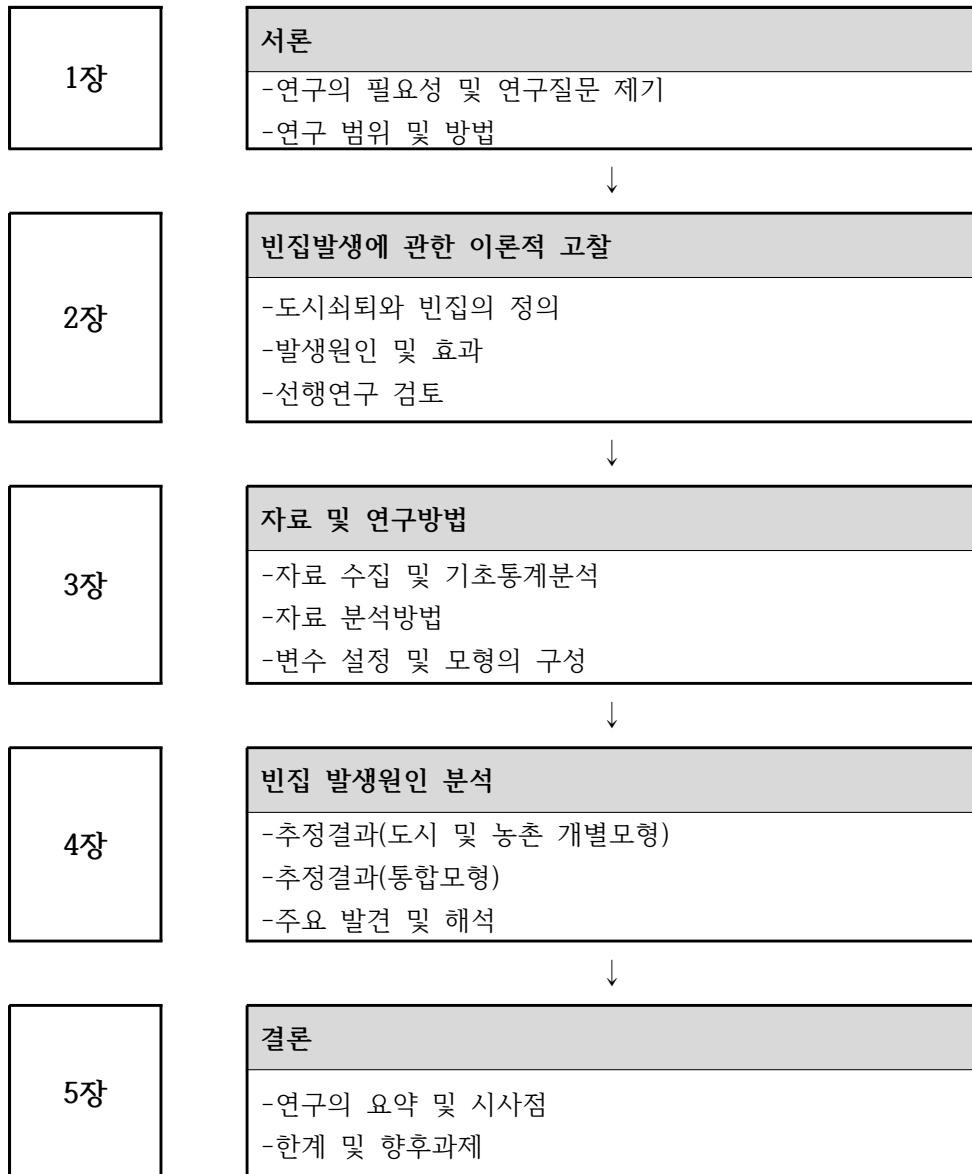 1장
서론
-연구의 필요성 및 연구질문 제기
-연구 범위 및 방법
↓
2장
빈집발생에 관한 이론적 고찰
-도시쇠퇴와 빈집의 정의
-발생원인 및 효과
-선행연구 검토
↓
3장
자료 및 연구방법
-자료 수집 및 기초통계분석
-자료 분석방법
-변수 설정 및 모형의 구성
↓
4장
빈집 발생원인 분석
-추정결과(도시 및 농촌 개별모형)
-추정결과(통합모형)
-주요 발견 및 해석
↓
5장
결론
-연구의 요약 및 시사점
-한계 및 향후과제